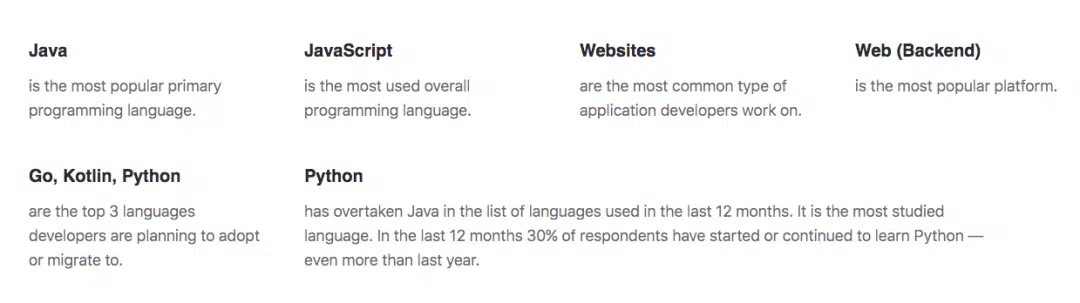 Java
is the most popular primary
programming language.
JavaScript
is the most used overall
programming language.
Websites
are the most common type of
application developers work on.
Web (Backend)
is the most popular platform.
Go, Kotlin, Python
are the top 3 languages
developers are planning to adopt
or migrate to.
Python
has overtaken Java in the list of languages used in the last 12 months. It is the most studied
language. In the last 12 months 30% of respondents have started or continued to learn Python —
even more than last year.